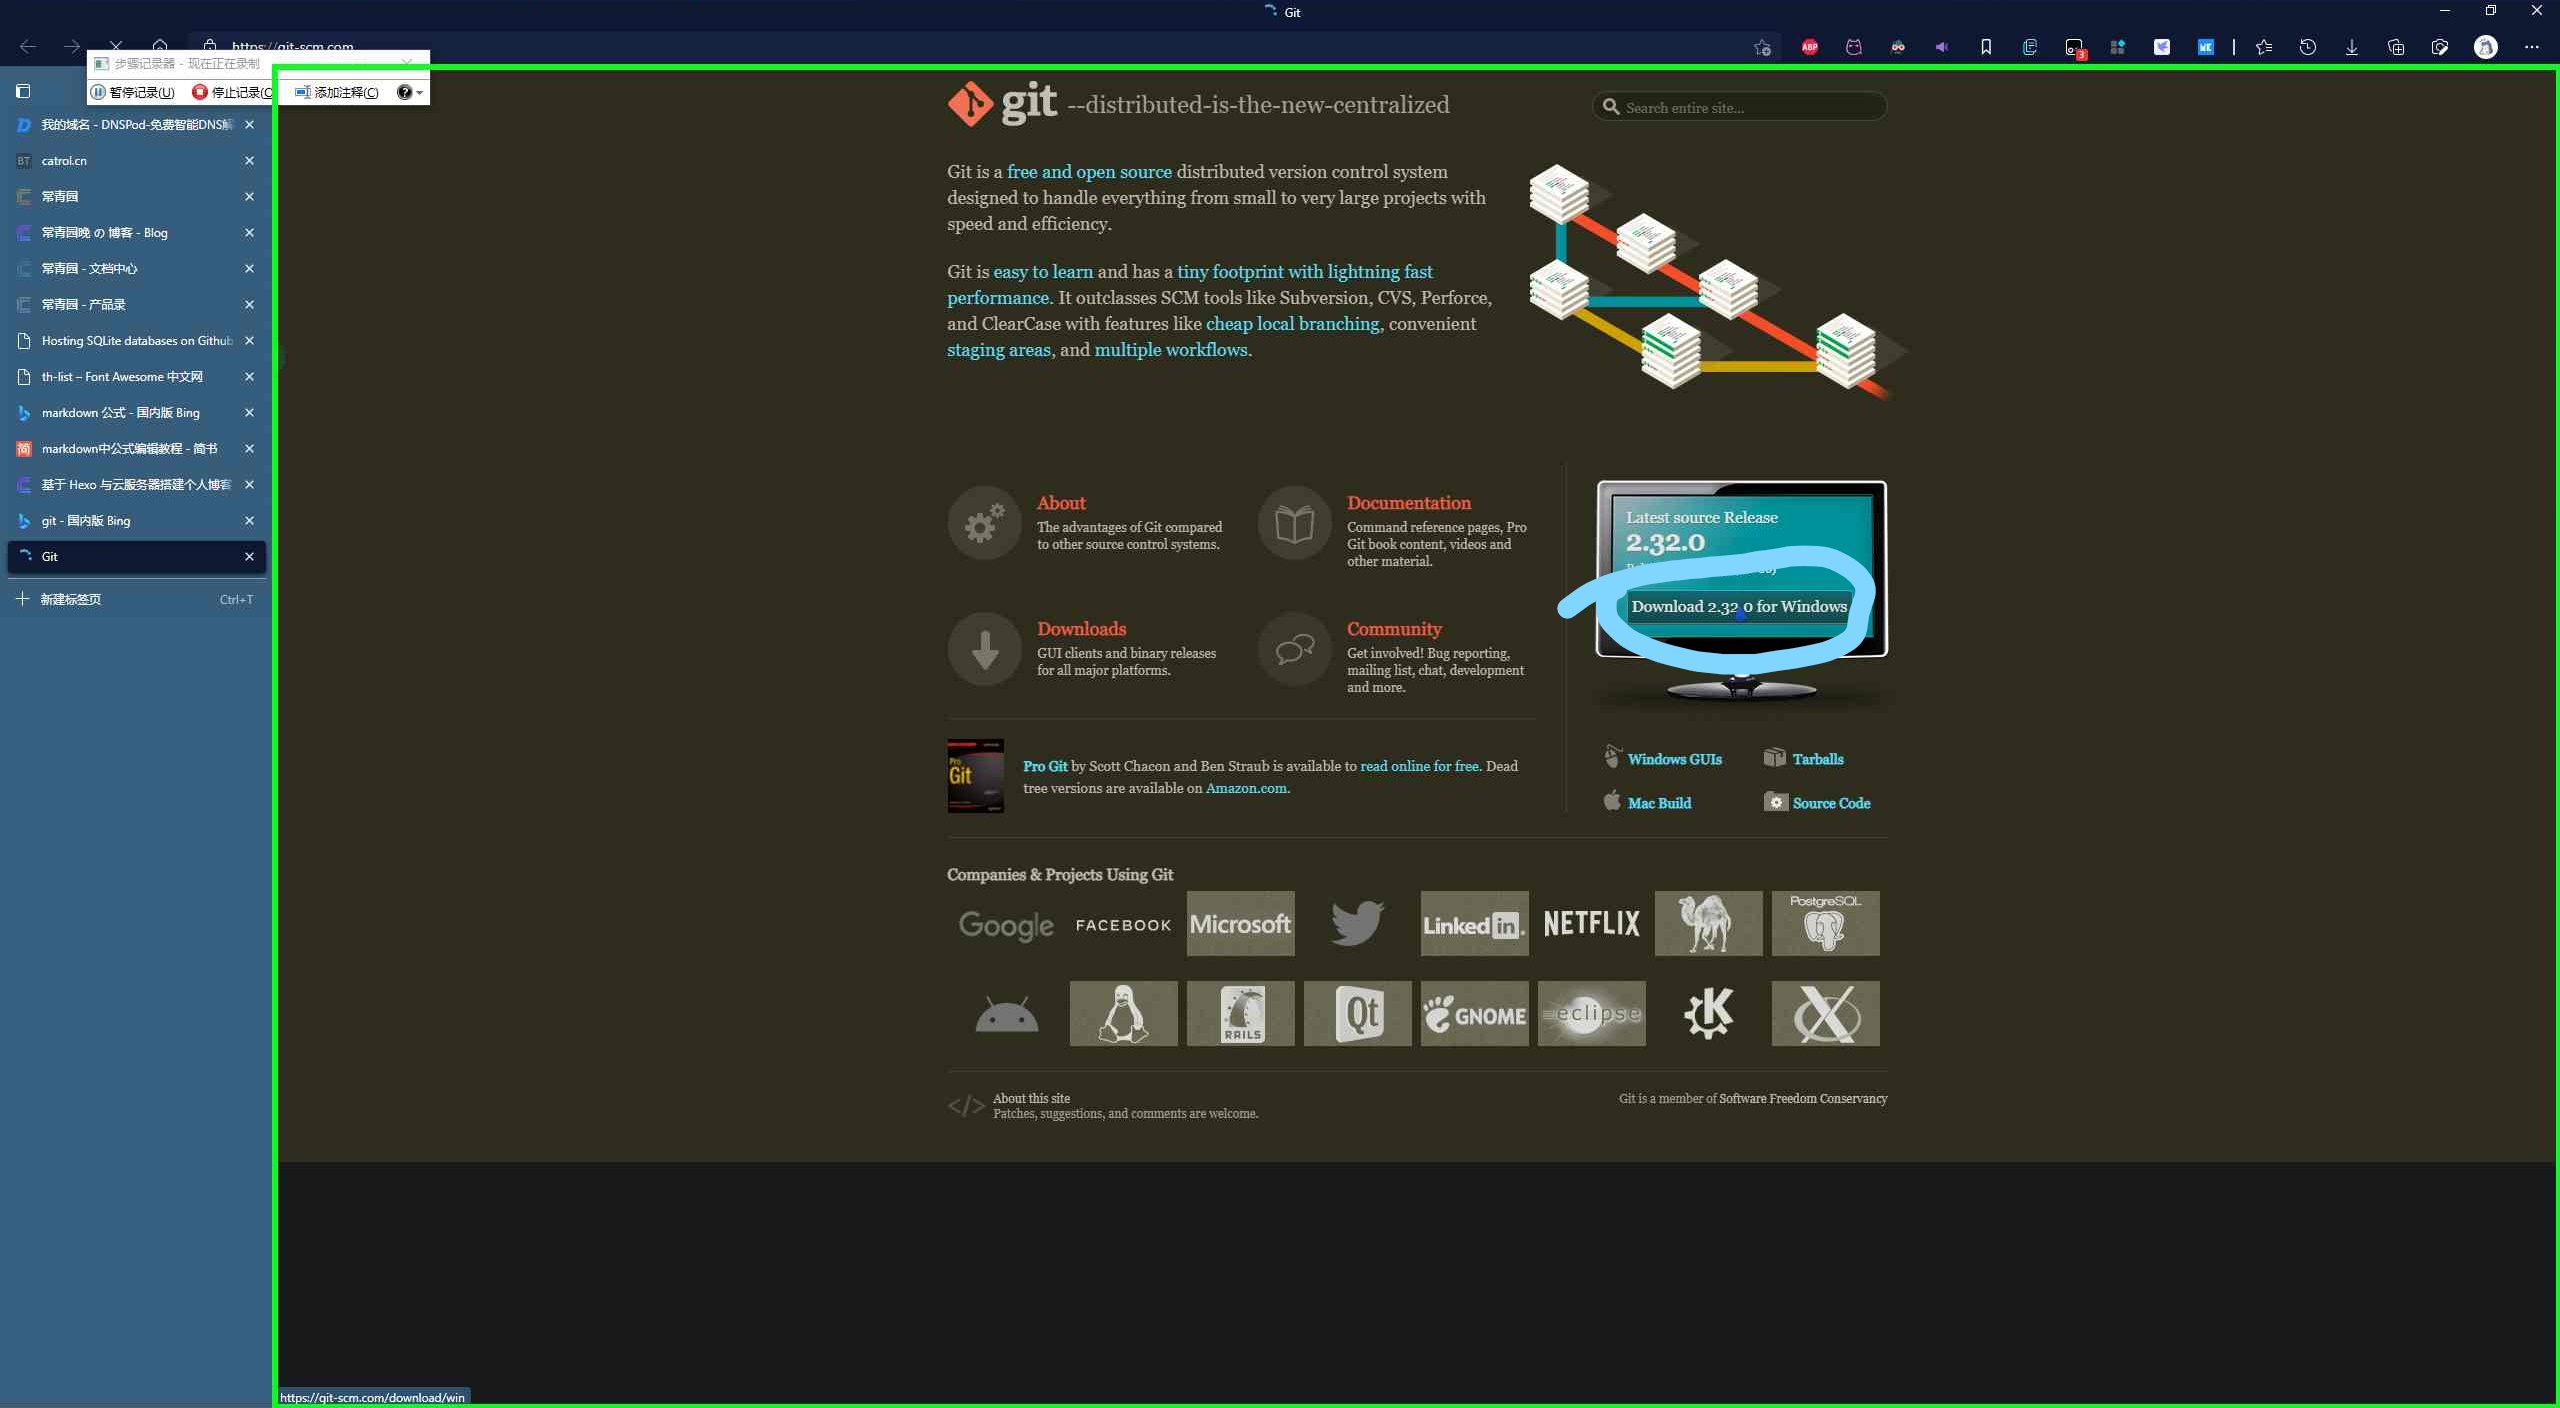 Git
https://git-scm.com
步骤记录器 - 现在正在录制
暂停记录(U)
停止记录(
添加注释(C)
3
ABP
我的域名 - DNSPod-免费智能DNS解
BT catrol.cn
常青园
常青园晚 の 博客 - Blog
常青园 - 文档中心
常青园 - 产品录
Hosting SQLite databases on Github
th-list – Font Awesome 中文网
markdown 公式 - 国内版 Bing
简 markdown中公式编辑教程 - 简书
基于 Hexo 与云服务器搭建个人博客
git - 国内版 Bing
Git
新建标签页 Ctrl+T
git --distributed-is-the-new-centralized
Search entire site...
Git is a free and open source distributed version control system
designed to handle everything from small to very large projects with
speed and efficiency.
Git is easy to learn and has a tiny footprint with lightning fast
performance. It outclasses SCM tools like Subversion, CVS, Perforce,
and ClearCase with features like cheap local branching, convenient
staging areas, and multiple workflows.
About
The advantages of Git compared
to other source control systems.
Documentation
Command reference pages, Pro
Git book content, videos and
other material.
Downloads
GUI clients and binary releases
for all major platforms.
Community
Get involved! Bug reporting,
mailing list, chat, development
and more.
Latest source Release
2.32.0
Download 2.32.0 for Windows
Windows GUIs
Tarballs
Mac Build
Source Code
Pro
Git
Pro Git by Scott Chacon and Ben Straub is available to read online for free. Dead
tree versions are available on Amazon.com.
Companies & Projects Using Git
Google
FACEBOOK
Microsoft
Linked in.
NETFLIX
PostgreSQL
RAILS
Qt
GNOME
eclipse
K
X
</> About this site
Patches, suggestions, and comments are welcome.
Git is a member of Software Freedom Conservancy
https://git-scm.com/download/win